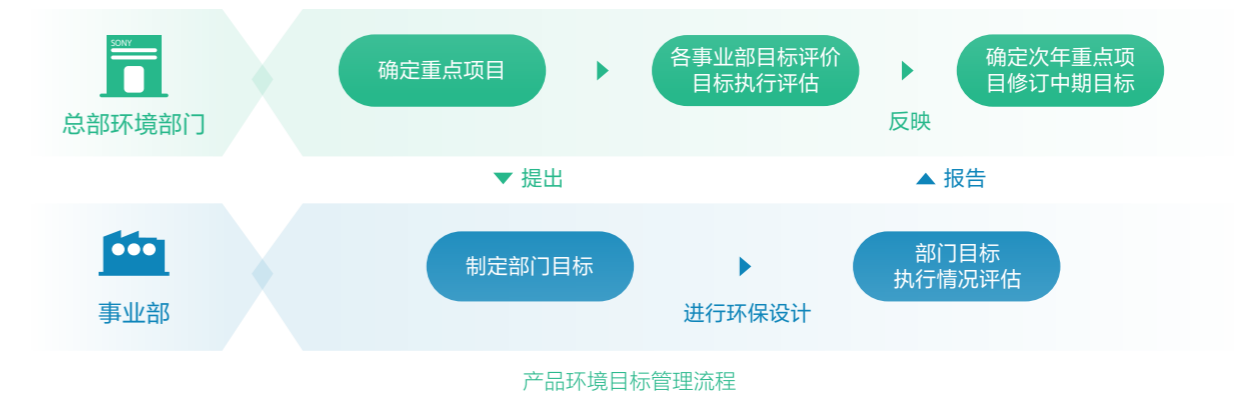 SONY
总部环境部门
确定重点项目
各事业部目标评价
目标执行评估
反映
确定次年重点项
目修订中期目标
提出
报告
事业部
制定部门目标
进行环保设计
部门目标
执行情况评估
产品环境目标管理流程